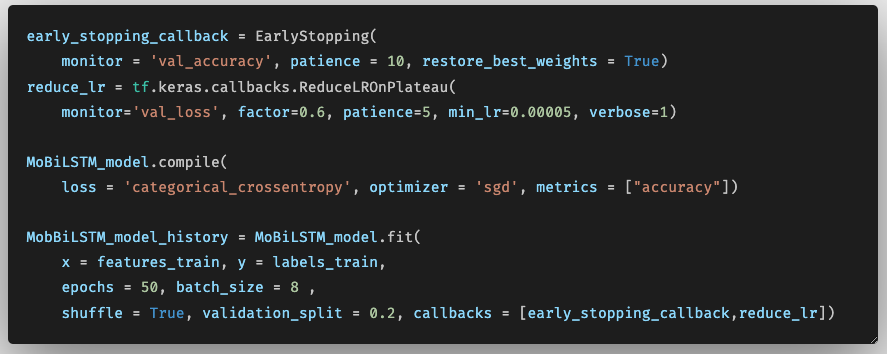 early_stopping_callback = EarlyStopping(
    monitor = 'val_accuracy', patience = 10, restore_best_weights = True)
reduce_lr = tf.keras.callbacks.ReduceLROnPlateau(
    monitor='val_loss', factor=0.6, patience=5, min_lr=0.00005, verbose=1)

MoBiLSTM_model.compile(
    loss = 'categorical_crossentropy', optimizer = 'sgd', metrics = ["accuracy"])

MobBiLSTM_model_history = MoBiLSTM_model.fit(
    x = features_train, y = labels_train,
    epochs = 50, batch_size = 8 ,
    shuffle = True, validation_split = 0.2, callbacks = [early_stopping_callback,reduce_lr])